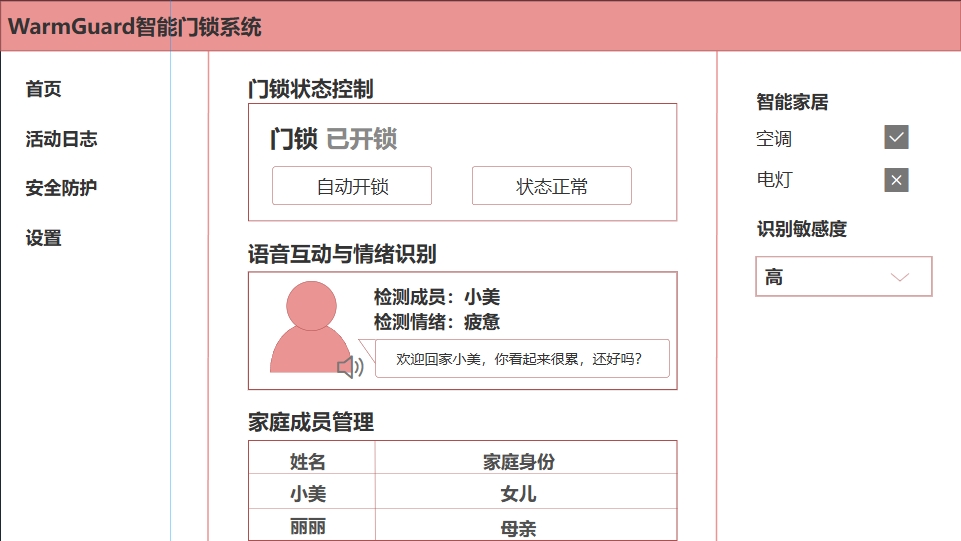 WarmGuard智能门锁系统
首页
活动日志
安全防护
设置
门锁状态控制
门锁 已开锁
自动开锁 状态正常
语音互动与情绪识别
检测成员：小美
检测情绪：疲惫
欢迎回家小美，你看起来很累，还好吗？
家庭成员管理
姓名 家庭身份
小美 女儿
丽丽 母亲
智能家居
空调
电灯
识别敏感度
高